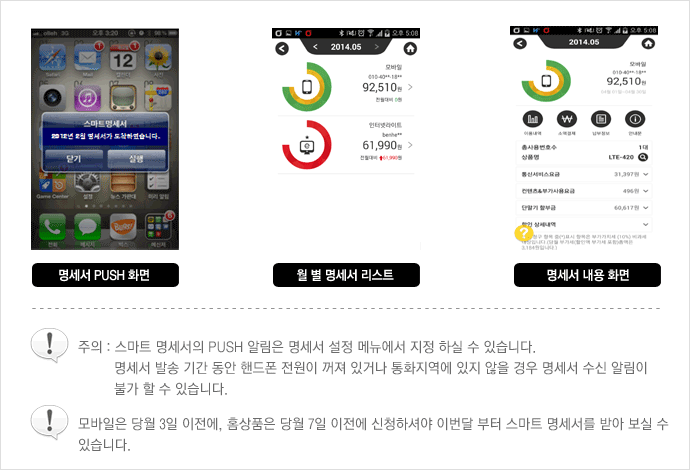 오후 3:20
스마트명세서
2012년 2월 명세서가 도착하였습니다.
닫기
실행
Game Center
설정
뉴스 가판대
전화
명세서 PUSH 화면
오후 5:08
2014.05
모바일
010-40**-18**
92,510원
전월대비 0원
인터넷라이트
benhe**
61,990원
전월대비 61,990원
월 별 명세서 리스트
오후 5:08
2014.05
모바일
010-40**-18**
92,510원
이용내역
소액결제
납부정보
안내문
총사용번호수 1대
상품명 LTE-420
통신서비스요금 31,397원
컨텐츠&부가사용요금 496원
단말기 할부금 60,617원
할인 상세내역
명세서 내용 화면
주의 : 스마트 명세서의 PUSH 알림은 명세서 설정 메뉴에서 지정 하실 수 있습니다.
명세서 발송 기간 동안 핸드폰 전원이 꺼져 있거나 통화지역에 있지 않을 경우 명세서 수신 알림이
불가 할 수 있습니다.
모바일은 당월 3일 이전에, 홈상품은 당월 7일 이전에 신청하셔야 이번달 부터 스마트 명세서를 받아 보실 수
있습니다.